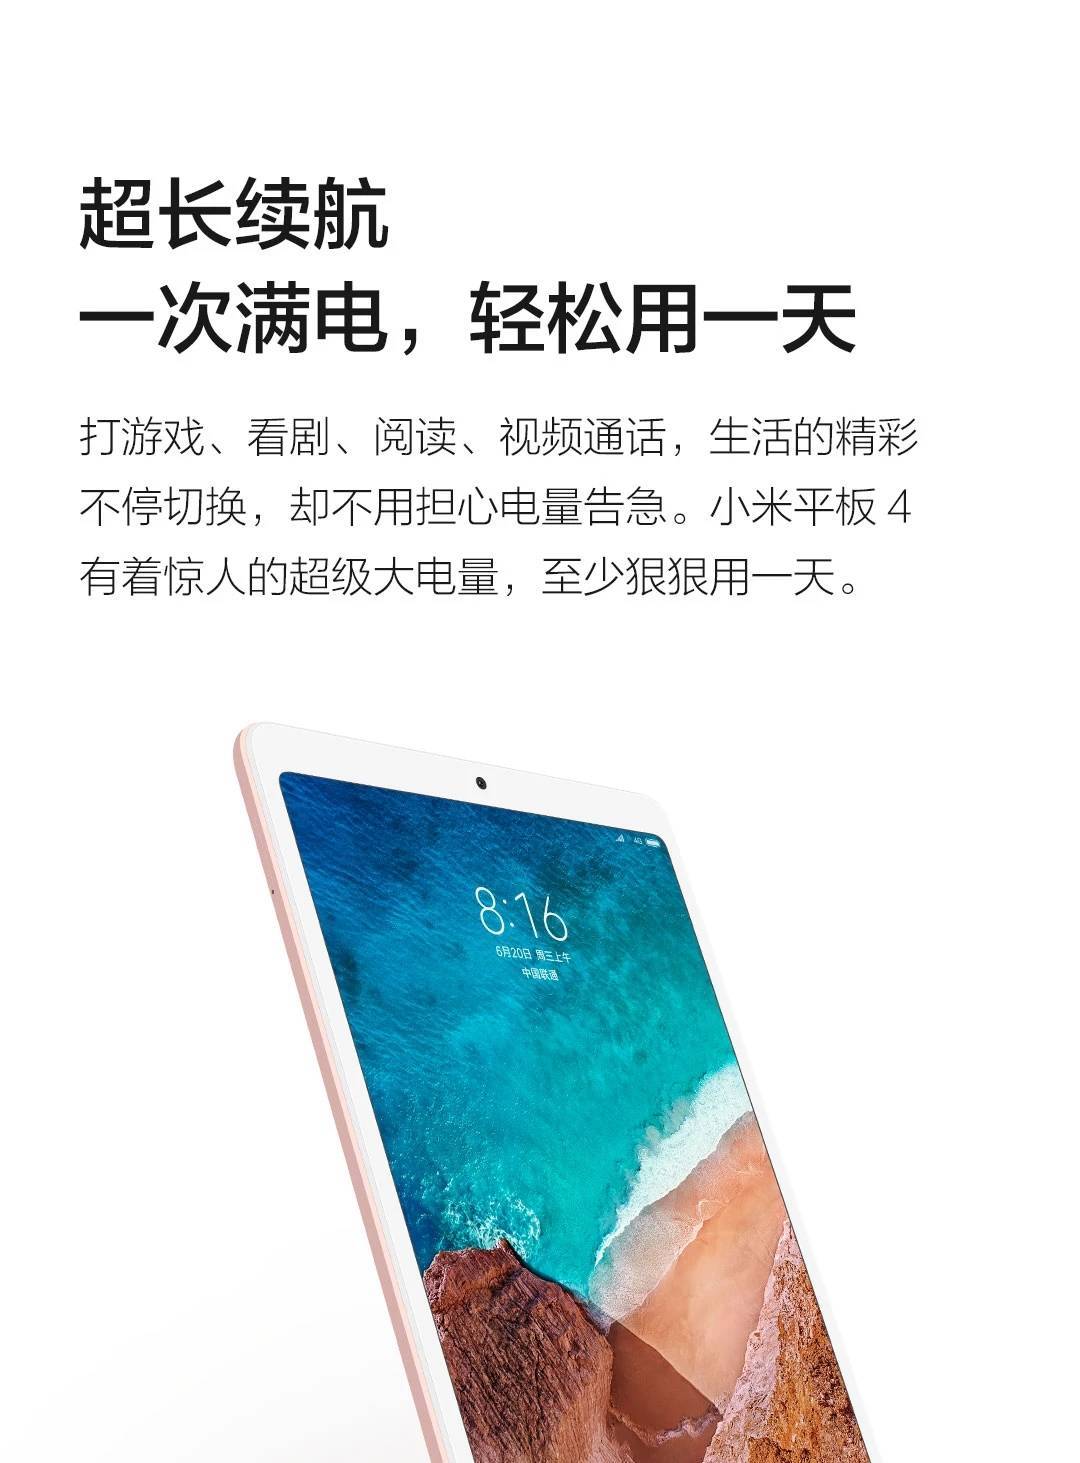 超长续航
一次满电，轻松用一天
打游戏、看剧、阅读、视频通话，生活的精彩
不停切换，却不用担心电量告急。小米平板 4
有着惊人的超级大电量，至少狠狠用一天。
4G
8:16
6月20日 周三上午
中国联通